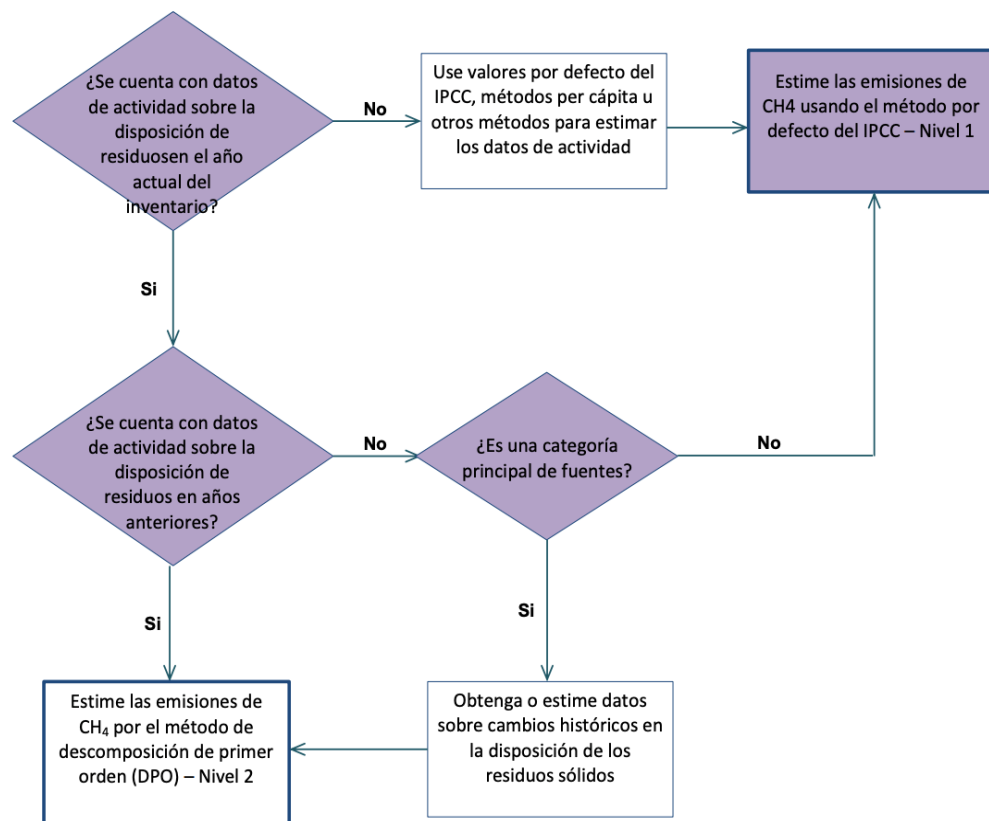 ¿Se cuenta con datos
de actividad sobre la
disposición de
residuosen el año
actual del
inventario?
No
Use valores por defecto del
IPCC, métodos per cápita u
otros métodos para estimar
los datos de actividad
Estime las emisiones de
CH4 usando el método por
defecto del IPCC – Nivel 1
Si
¿Se cuenta con datos
de actividad sobre la
disposición de
residuos en años
anteriores?
No
¿Es una categoría
principal de fuentes?
No
Si
Si
Estime las emisiones de
CH₄ por el método de
descomposición de primer
orden (DPO) – Nivel 2
Obtenga o estime datos
sobre cambios históricos en
la disposición de los
residuos sólidos